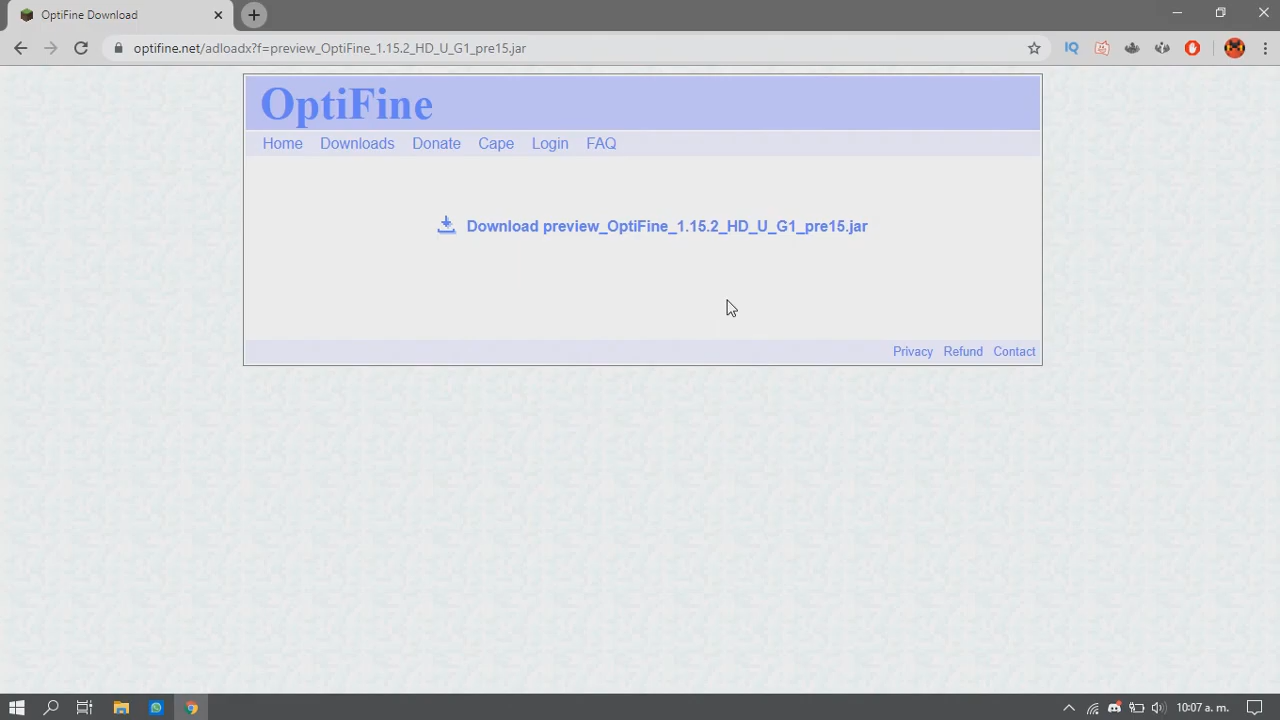 OptiFine Download
optifine.net/adloadx?f=preview_OptiFine_1.15.2_HD_U_G1_pre15.jar
IQ
OptiFine
Home Downloads Donate Cape Login FAQ
Download preview_OptiFine_1.15.2_HD_U_G1_pre15.jar
Privacy Refund Contact
10:07 a. m.